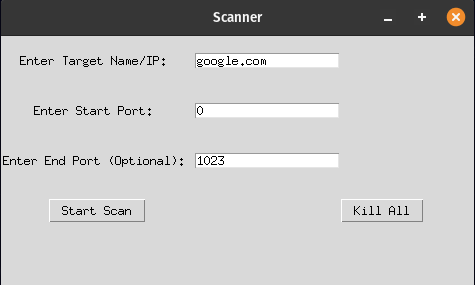 Scanner
Enter Target Name/IP: google.com
Enter Start Port: 0
Enter End Port (Optional): 1023
Start Scan Kill All